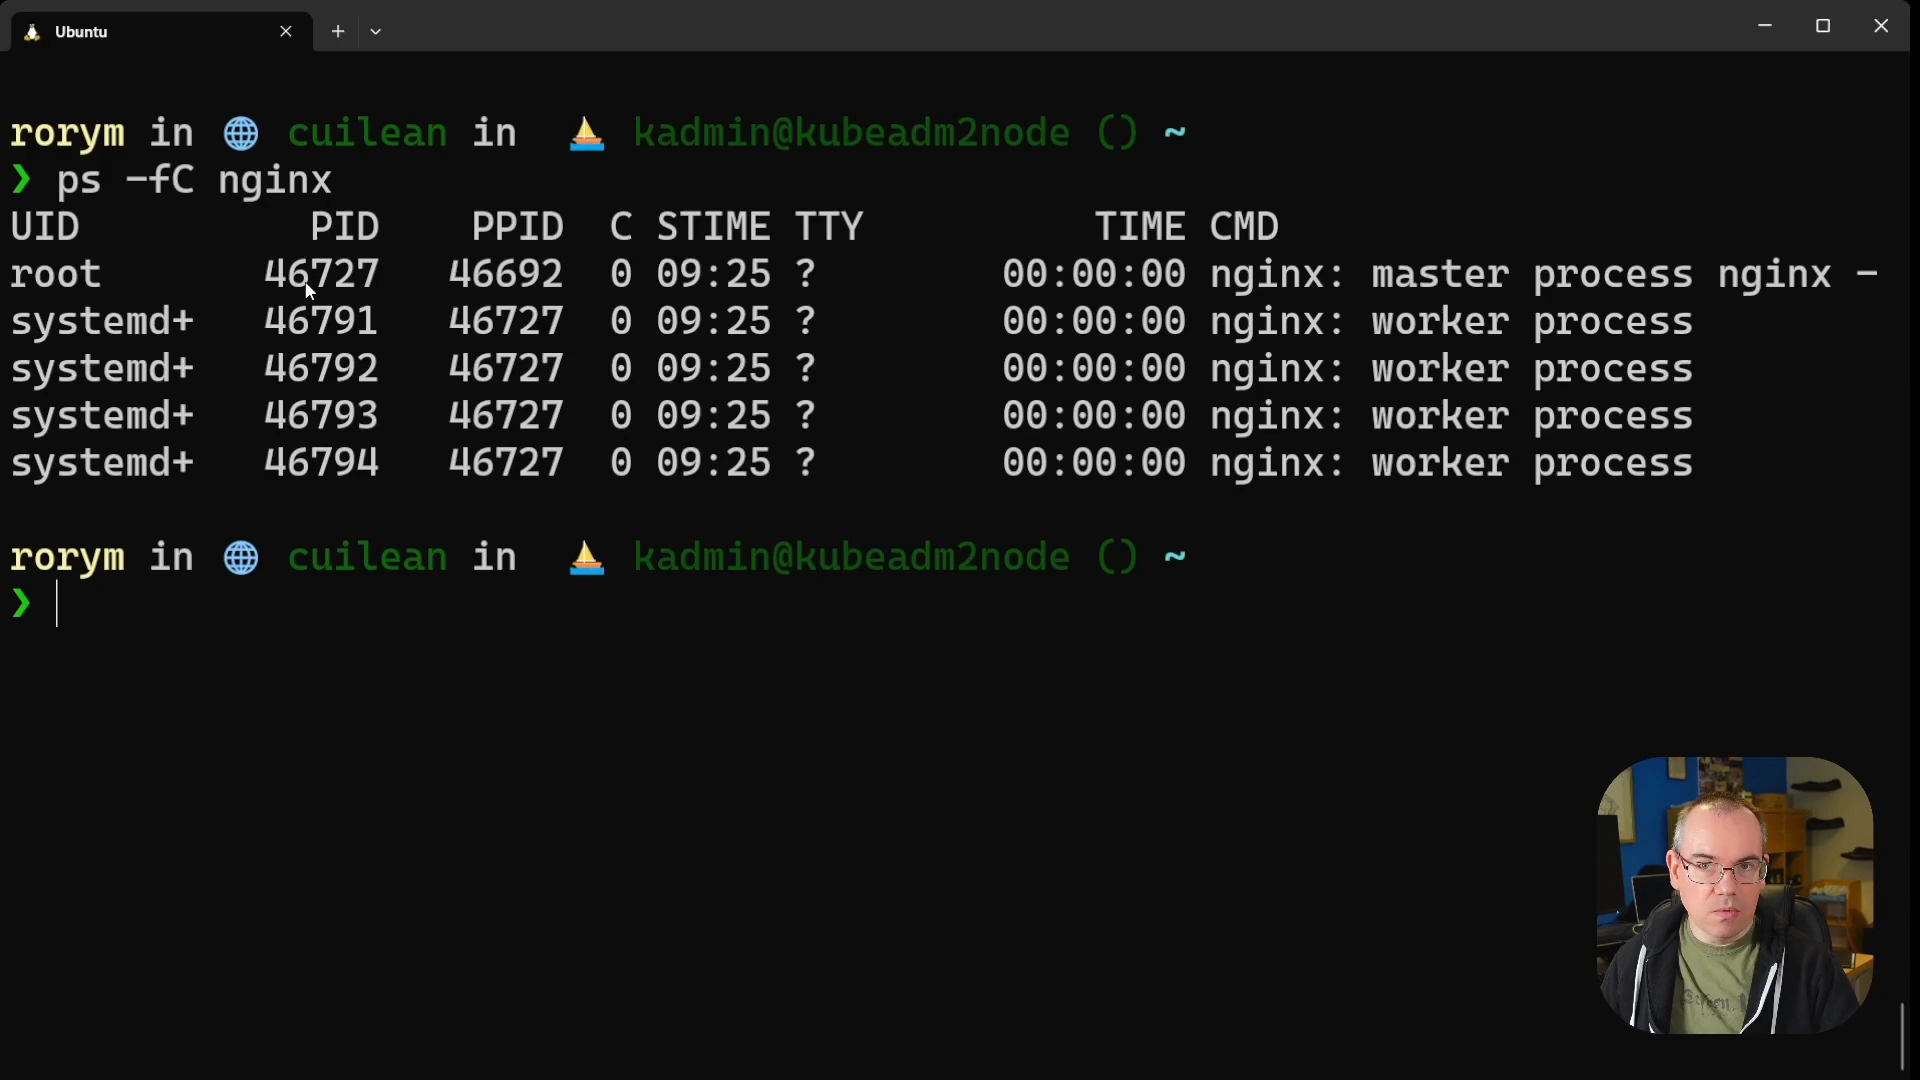 Ubuntu
rorym in cuilean in kadmin@kubeadm2node () ~
❯ ps -fC nginx
UID PID PPID C STIME TTY TIME CMD
root 46727 46692 0 09:25 ? 00:00:00 nginx: master process nginx -
systemd+ 46791 46727 0 09:25 ? 00:00:00 nginx: worker process
systemd+ 46792 46727 0 09:25 ? 00:00:00 nginx: worker process
systemd+ 46793 46727 0 09:25 ? 00:00:00 nginx: worker process
systemd+ 46794 46727 0 09:25 ? 00:00:00 nginx: worker process
rorym in cuilean in kadmin@kubeadm2node () ~
❯